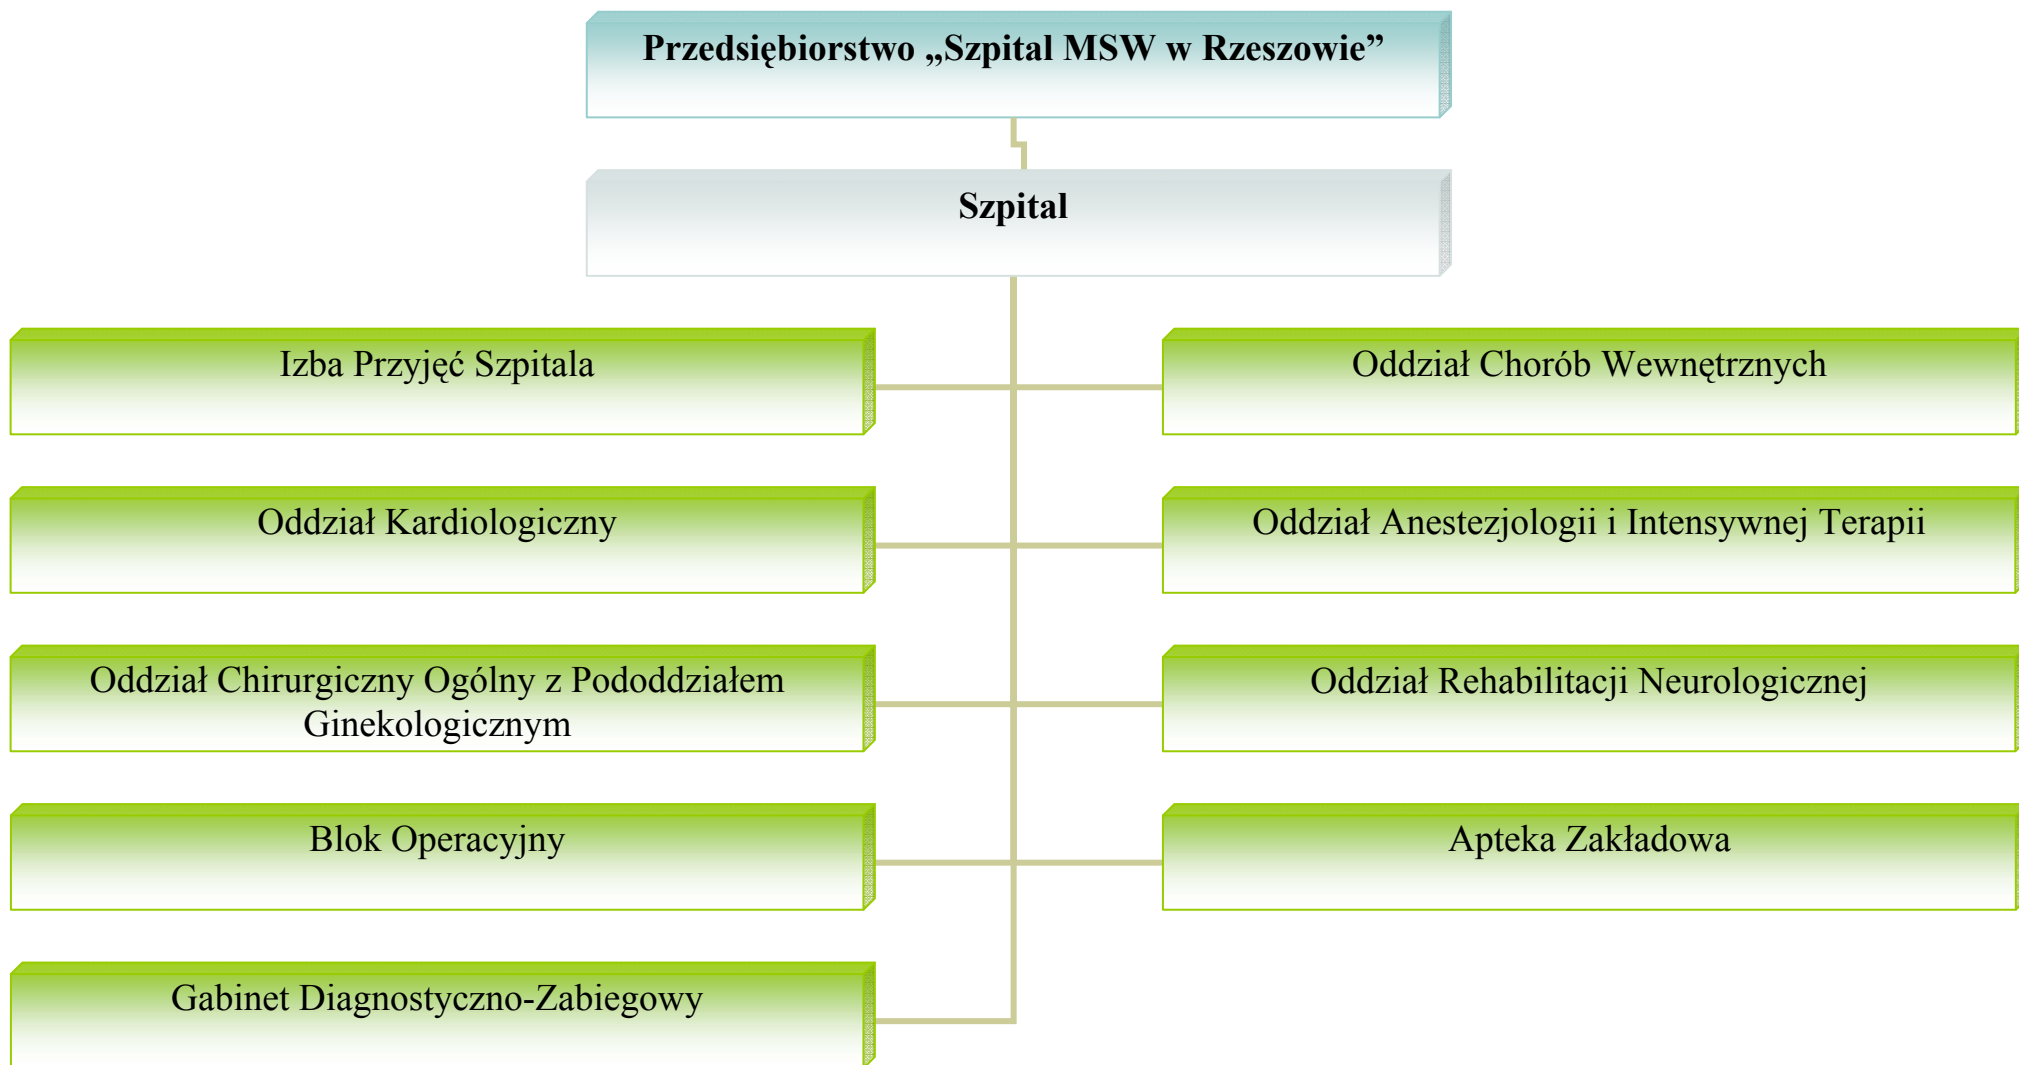 Przedsiębiorstwo „Szpital MSW w Rzeszowie”
Szpital
Izba Przyjęć Szpitala
Oddział Chorób Wewnętrznych
Oddział Kardiologiczny
Oddział Anestezjologii i Intensywnej Terapii
Oddział Chirurgiczny Ogólny z Pododdziałem
Ginekologicznym
Oddział Rehabilitacji Neurologicznej
Blok Operacyjny
Apteka Zakładowa
Gabinet Diagnostyczno-Zabiegowy